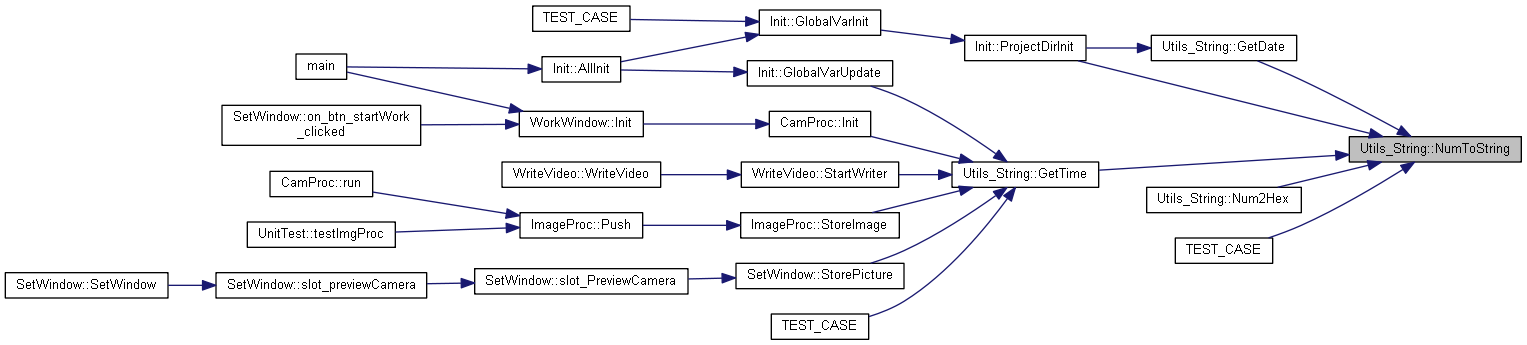 TEST_CASE
Init::GlobalVarInit
Init::ProjectDirInit
Utils_String::GetDate
main
Init::AllInit
Init::GlobalVarUpdate
SetWindow::on_btn_startWork
_clicked
WorkWindow::Init
CamProc::Init
Utils_String::NumToString
CamProc::run
WriteVideo::WriteVideo
WriteVideo::StartWriter
Utils_String::GetTime
Utils_String::Num2Hex
UnitTest::testImgProc
ImageProc::Push
ImageProc::StoreImage
TEST_CASE
SetWindow::SetWindow
SetWindow::slot_previewCamera
SetWindow::slot_PreviewCamera
SetWindow::StorePicture
TEST_CASE